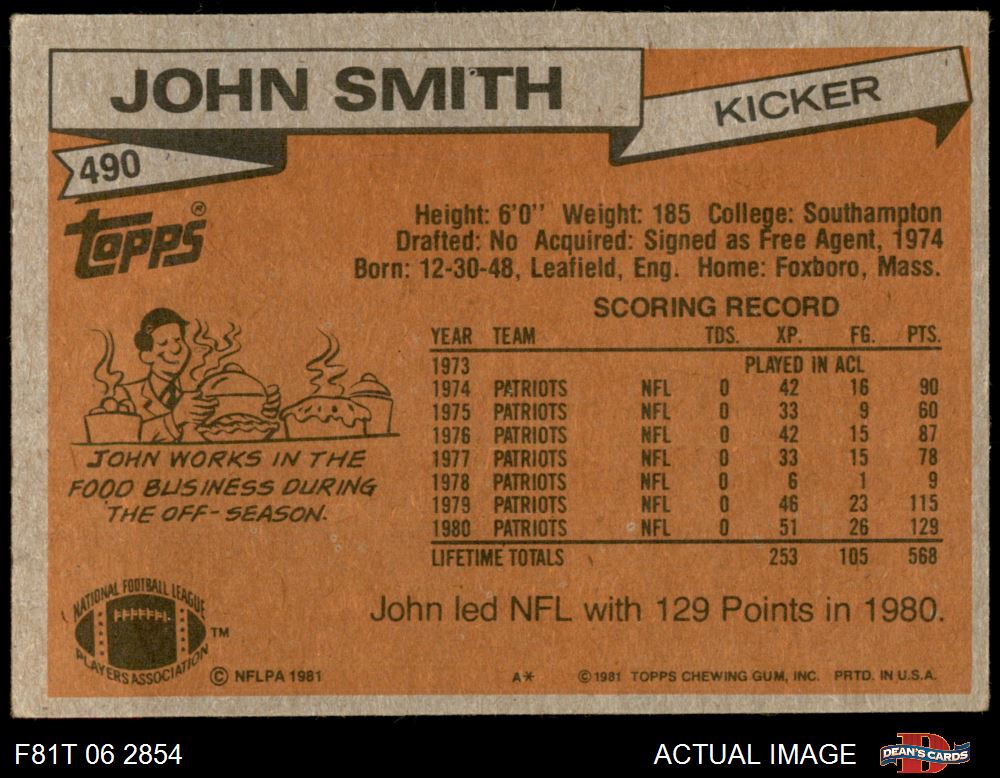 JOHN SMITH
KICKER
490
topps®
Height: 6'0" Weight: 185 College: Southampton
Drafted: No Acquired: Signed as Free Agent, 1974
Born: 12-30-48, Leafield, Eng. Home: Foxboro, Mass.
SCORING RECORD
YEAR TEAM TDS. XP. FG. PTS.
1973 PLAYED IN ACL
1974 PATRIOTS NFL 0 42 16 90
1975 PATRIOTS NFL 0 33 9 60
1976 PATRIOTS NFL 0 42 15 87
1977 PATRIOTS NFL 0 33 15 78
1978 PATRIOTS NFL 0 6 1 9
1979 PATRIOTS NFL 0 46 23 115
1980 PATRIOTS NFL 0 51 26 129
LIFETIME TOTALS 253 105 568
JOHN WORKS IN THE
FOOD BUSINESS DURING
THE OFF-SEASON.
John led NFL with 129 Points in 1980.
NATIONAL FOOTBALL LEAGUE
PLAYERS ASSOCIATION
TM
© NFLPA 1981
A* © 1981 TOPPS CHEWING GUM, INC. PRTD. IN U.S.A.
F81T 06 2854
ACTUAL IMAGE
D
DEAN'S CARDS